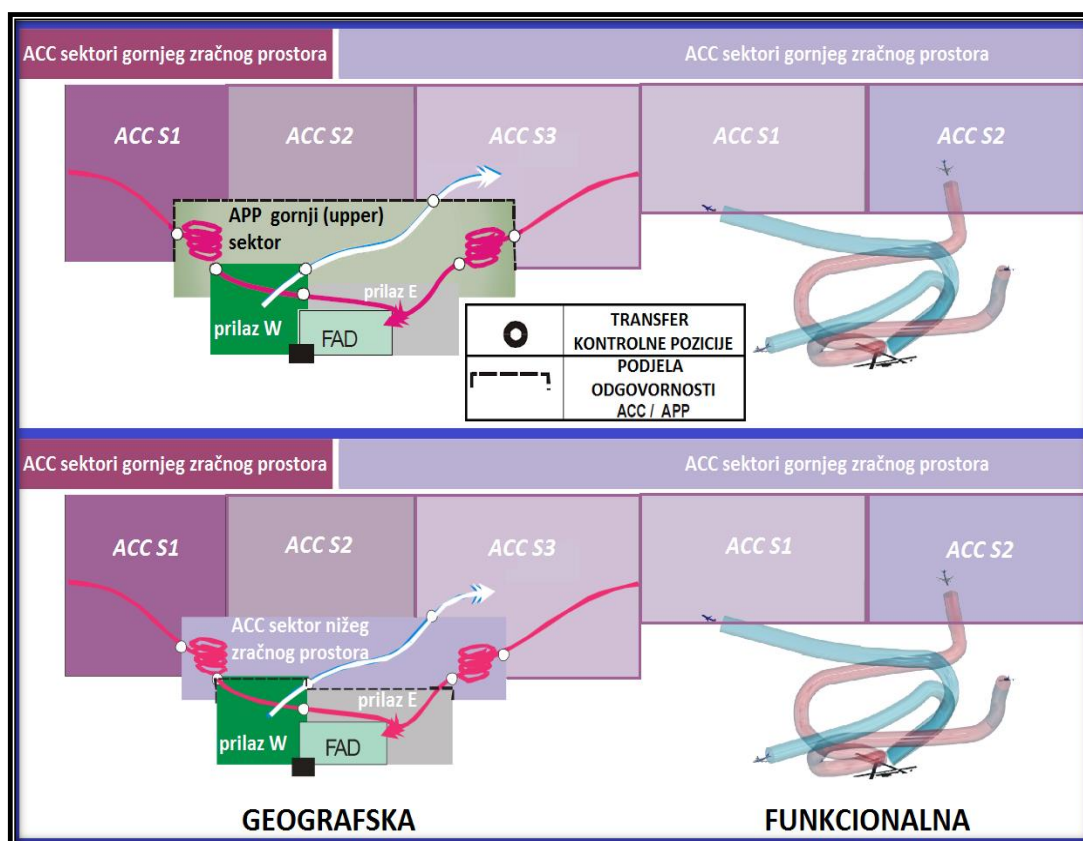 ACC sektori gornjeg zračnog prostora
ACC sektori gornjeg zračnog prostora
ACC S1
ACC S2
ACC S3
ACC S1
ACC S2
APP gornji (upper)
sektor
prilaz E
prilaz W
FAD
TRANSFER
KONTROLNE POZICIJE
PODJELA
ODGOVORNOSTI
ACC / APP
ACC sektori gornjeg zračnog prostora
ACC sektori gornjeg zračnog prostora
ACC S1
ACC S2
ACC S3
ACC S1
ACC S2
ACC sektor nižeg
zračnog prostora
prilaz E
prilaz W
FAD
GEOGRAFSKA
FUNKCIONALNA